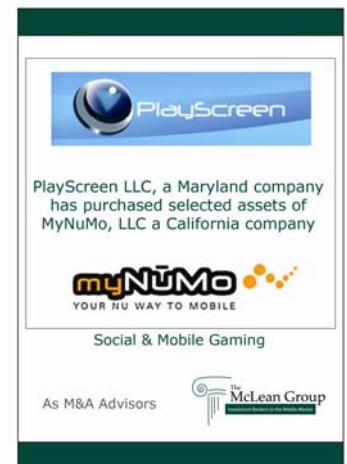 PlayScreen
PlayScreen LLC, a Maryland company
has purchased selected assets of
MyNuMo, LLC a California company
myNŪMo
YOUR NU WAY TO MOBILE
Social & Mobile Gaming
As M&A Advisors
The
McLean Group
Investment Bankers to the Middle Market